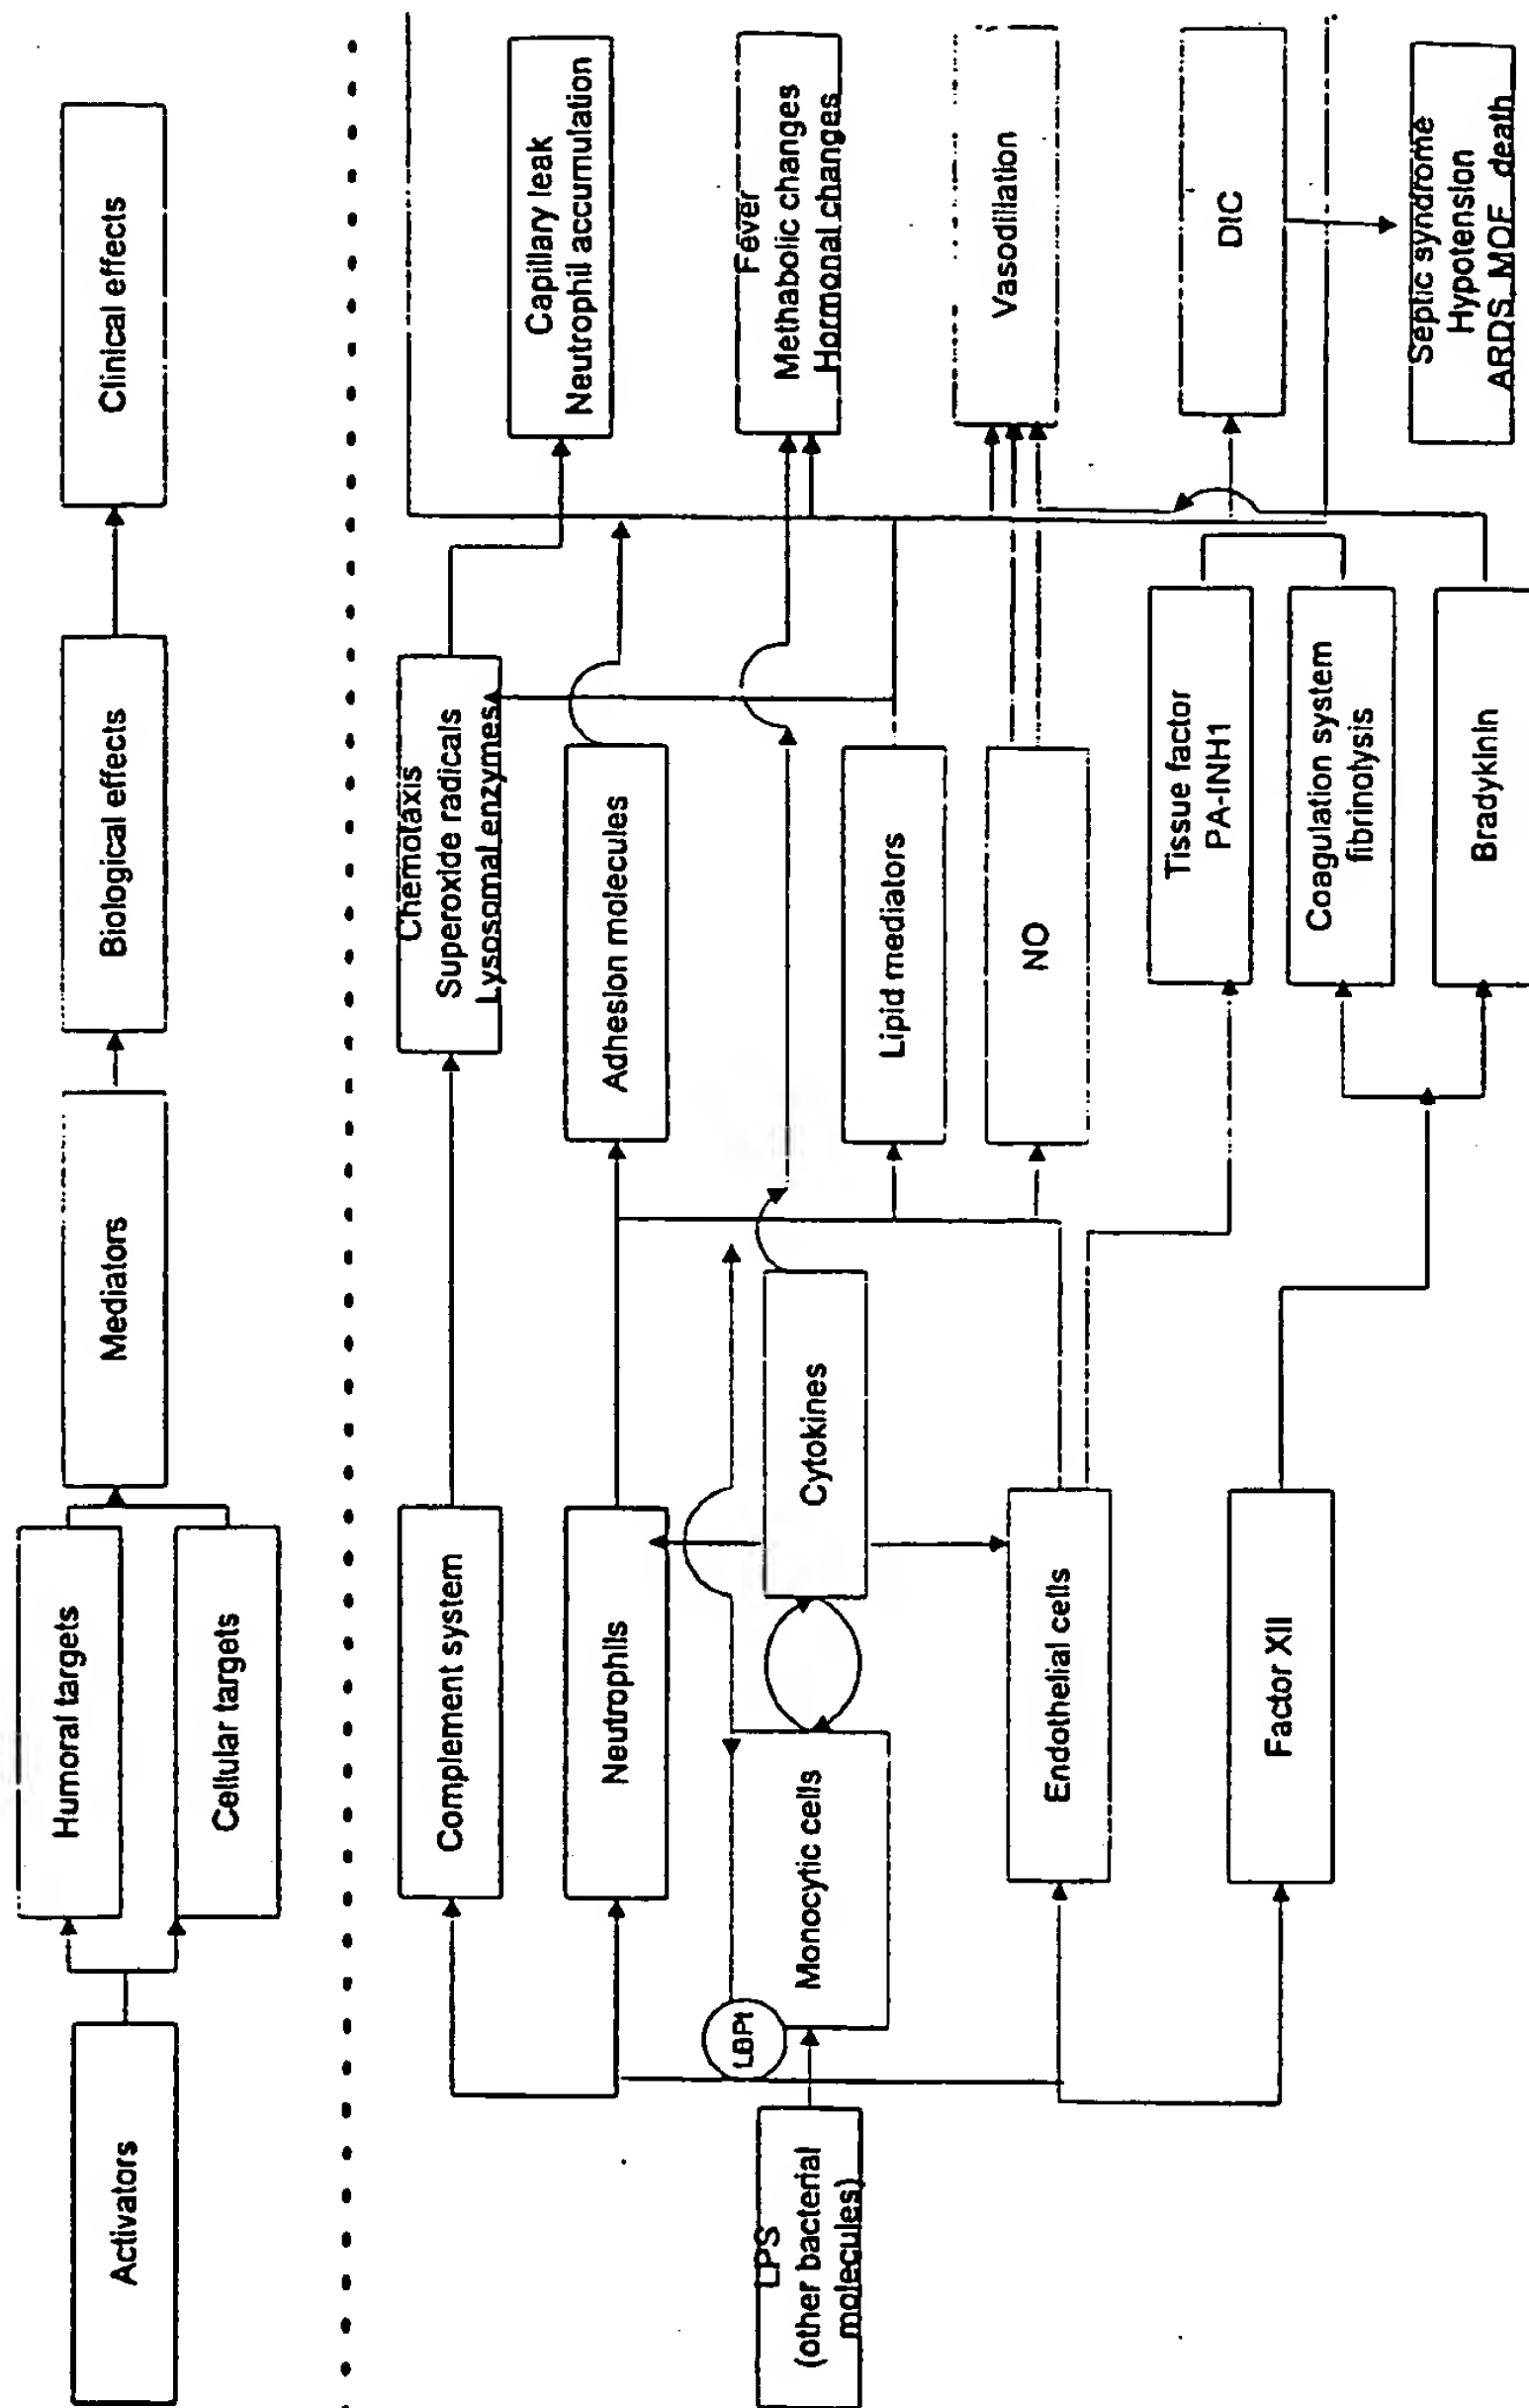 Activators
Humoral targets
Cellular targets
Mediators
Biological effects
Clinical effects
LPS
(other bacterial
molecules)
LBPt
Complement system
Neutrophils
Monocytic cells
Endothelial cells
Factor XII
Cytokines
Chemotaxis
Superoxide radicals
Lysosomal enzymes
Adhesion molecules
Lipid mediators
NO
Tissue factor
PA-INH1
Coagulation system
fibrinolysis
Bradykinin
Capillary leak
Neutrophil accumulation
Fever
Methabolic changes
Hormonal changes
Vasodilation
DIC
Septic syndrome
Hypotension
ARDS, MOF, death